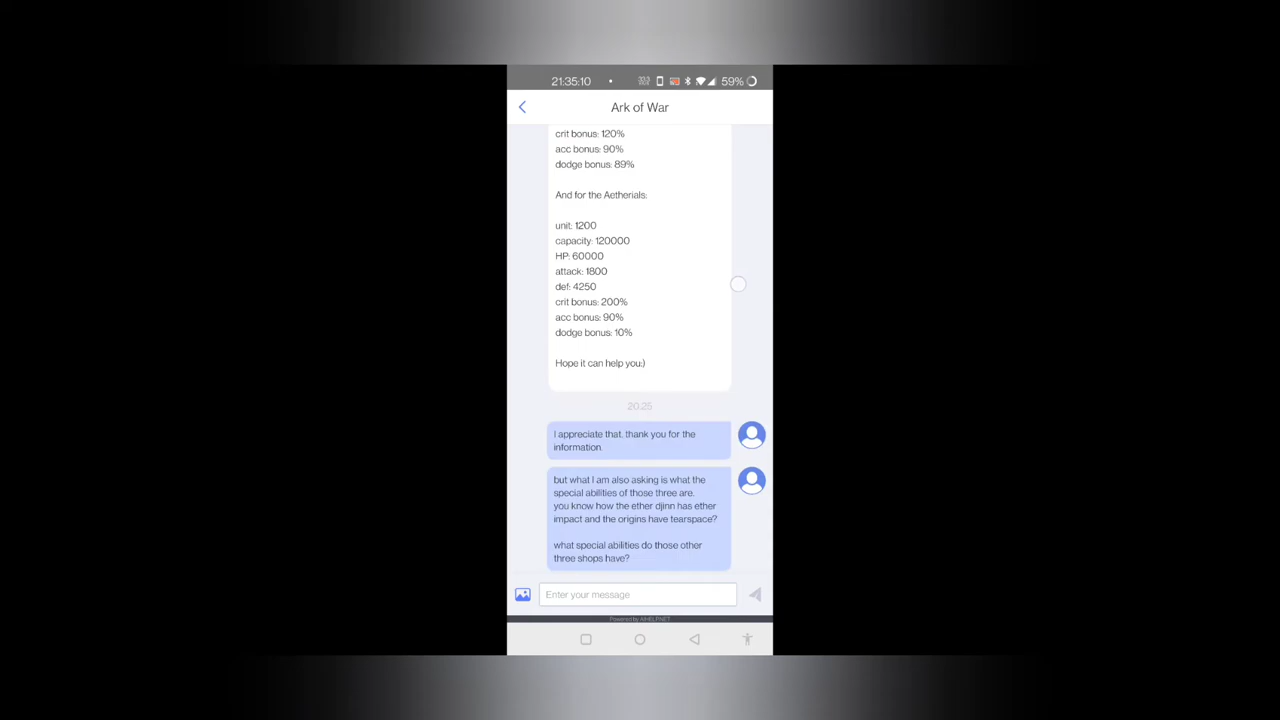 21:35:10
59%
Ark of War
crit bonus: 120%
acc bonus: 90%
dodge bonus: 89%
And for the Aetherials:
unit: 1200
capacity: 120000
HP: 60000
attack: 1800
def: 4250
crit bonus: 200%
acc bonus: 90%
dodge bonus: 10%
Hope it can help you:)
20:25
I appreciate that. thank you for the
information.
but what I am also asking is what the
special abilities of those three are.
you know how the ether djinn has ether
impact and the origins have tearspace?
what special abilities do those other
three shops have?
Enter your message
Powered by AIHELP.NET